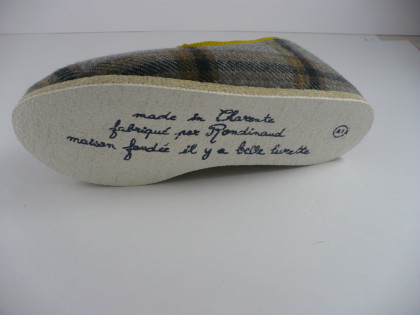 made in Charente
fabriqué par Rondinaud
maison fondée il y a belle lurette